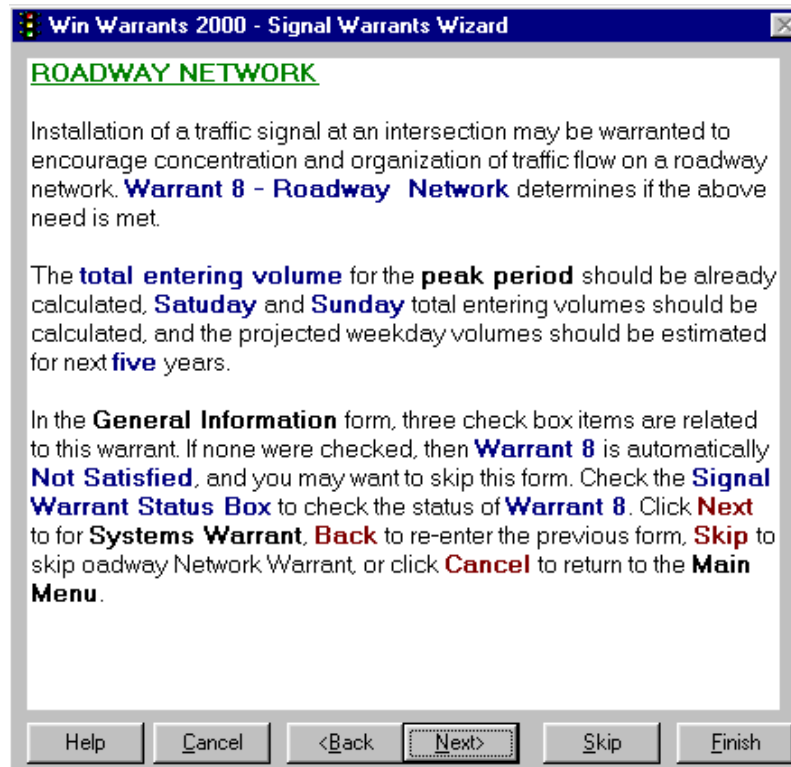 Win Warrants 2000 - Signal Warrants Wizard
ROADWAY NETWORK
Installation of a traffic signal at an intersection may be warranted to
encourage concentration and organization of traffic flow on a roadway
network. Warrant 8 - Roadway Network determines if the above
need is met.
The total entering volume for the peak period should be already
calculated, Satuday and Sunday total entering volumes should be
calculated, and the projected weekday volumes should be estimated
for next five years.
In the General Information form, three check box items are related
to this warrant. If none were checked, then Warrant 8 is automatically
Not Satisfied, and you may want to skip this form. Check the Signal
Warrant Status Box to check the status of Warrant 8. Click Next
to for Systems Warrant, Back to re-enter the previous form, Skip to
skip oadway Network Warrant, or click Cancel to return to the Main
Menu.
Help Cancel <Back Next> Skip Finish